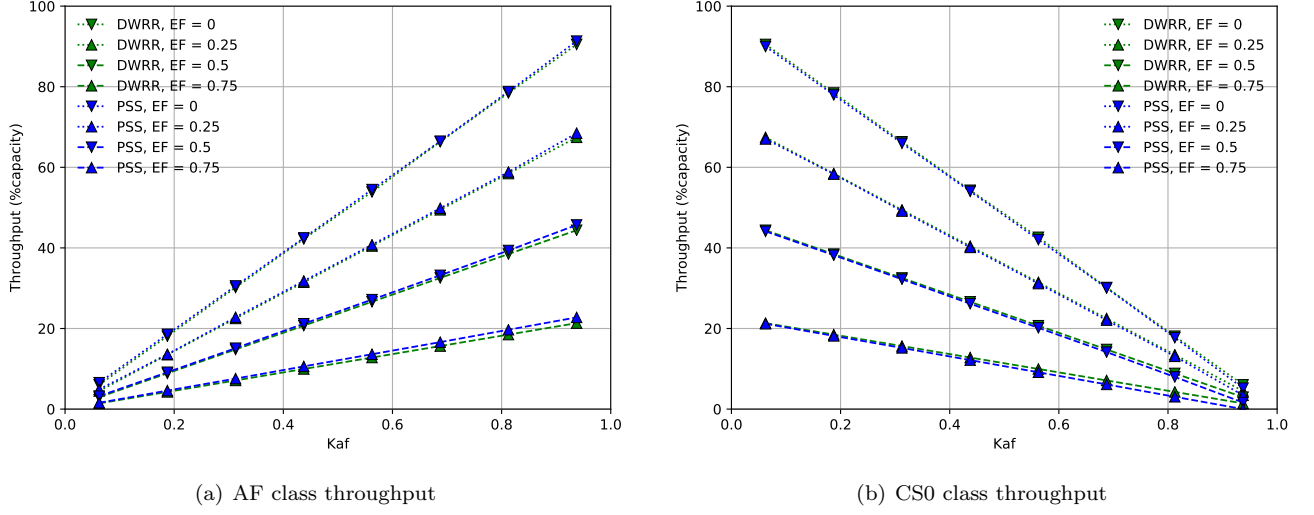 100
80
60
40
20
0
Throughput (%capacity)
DWRR, EF = 0
DWRR, EF = 0.25
DWRR, EF = 0.5
DWRR, EF = 0.75
PSS, EF = 0
PSS, EF = 0.25
PSS, EF = 0.5
PSS, EF = 0.75
0.0 0.2 0.4 0.6 0.8 1.0
Kaf
(a) AF class throughput
100
80
60
40
20
0
Throughput (%capacity)
DWRR, EF = 0
DWRR, EF = 0.25
DWRR, EF = 0.5
DWRR, EF = 0.75
PSS, EF = 0
PSS, EF = 0.25
PSS, EF = 0.5
PSS, EF = 0.75
0.0 0.2 0.4 0.6 0.8 1.0
Kaf
(b) CS0 class throughput